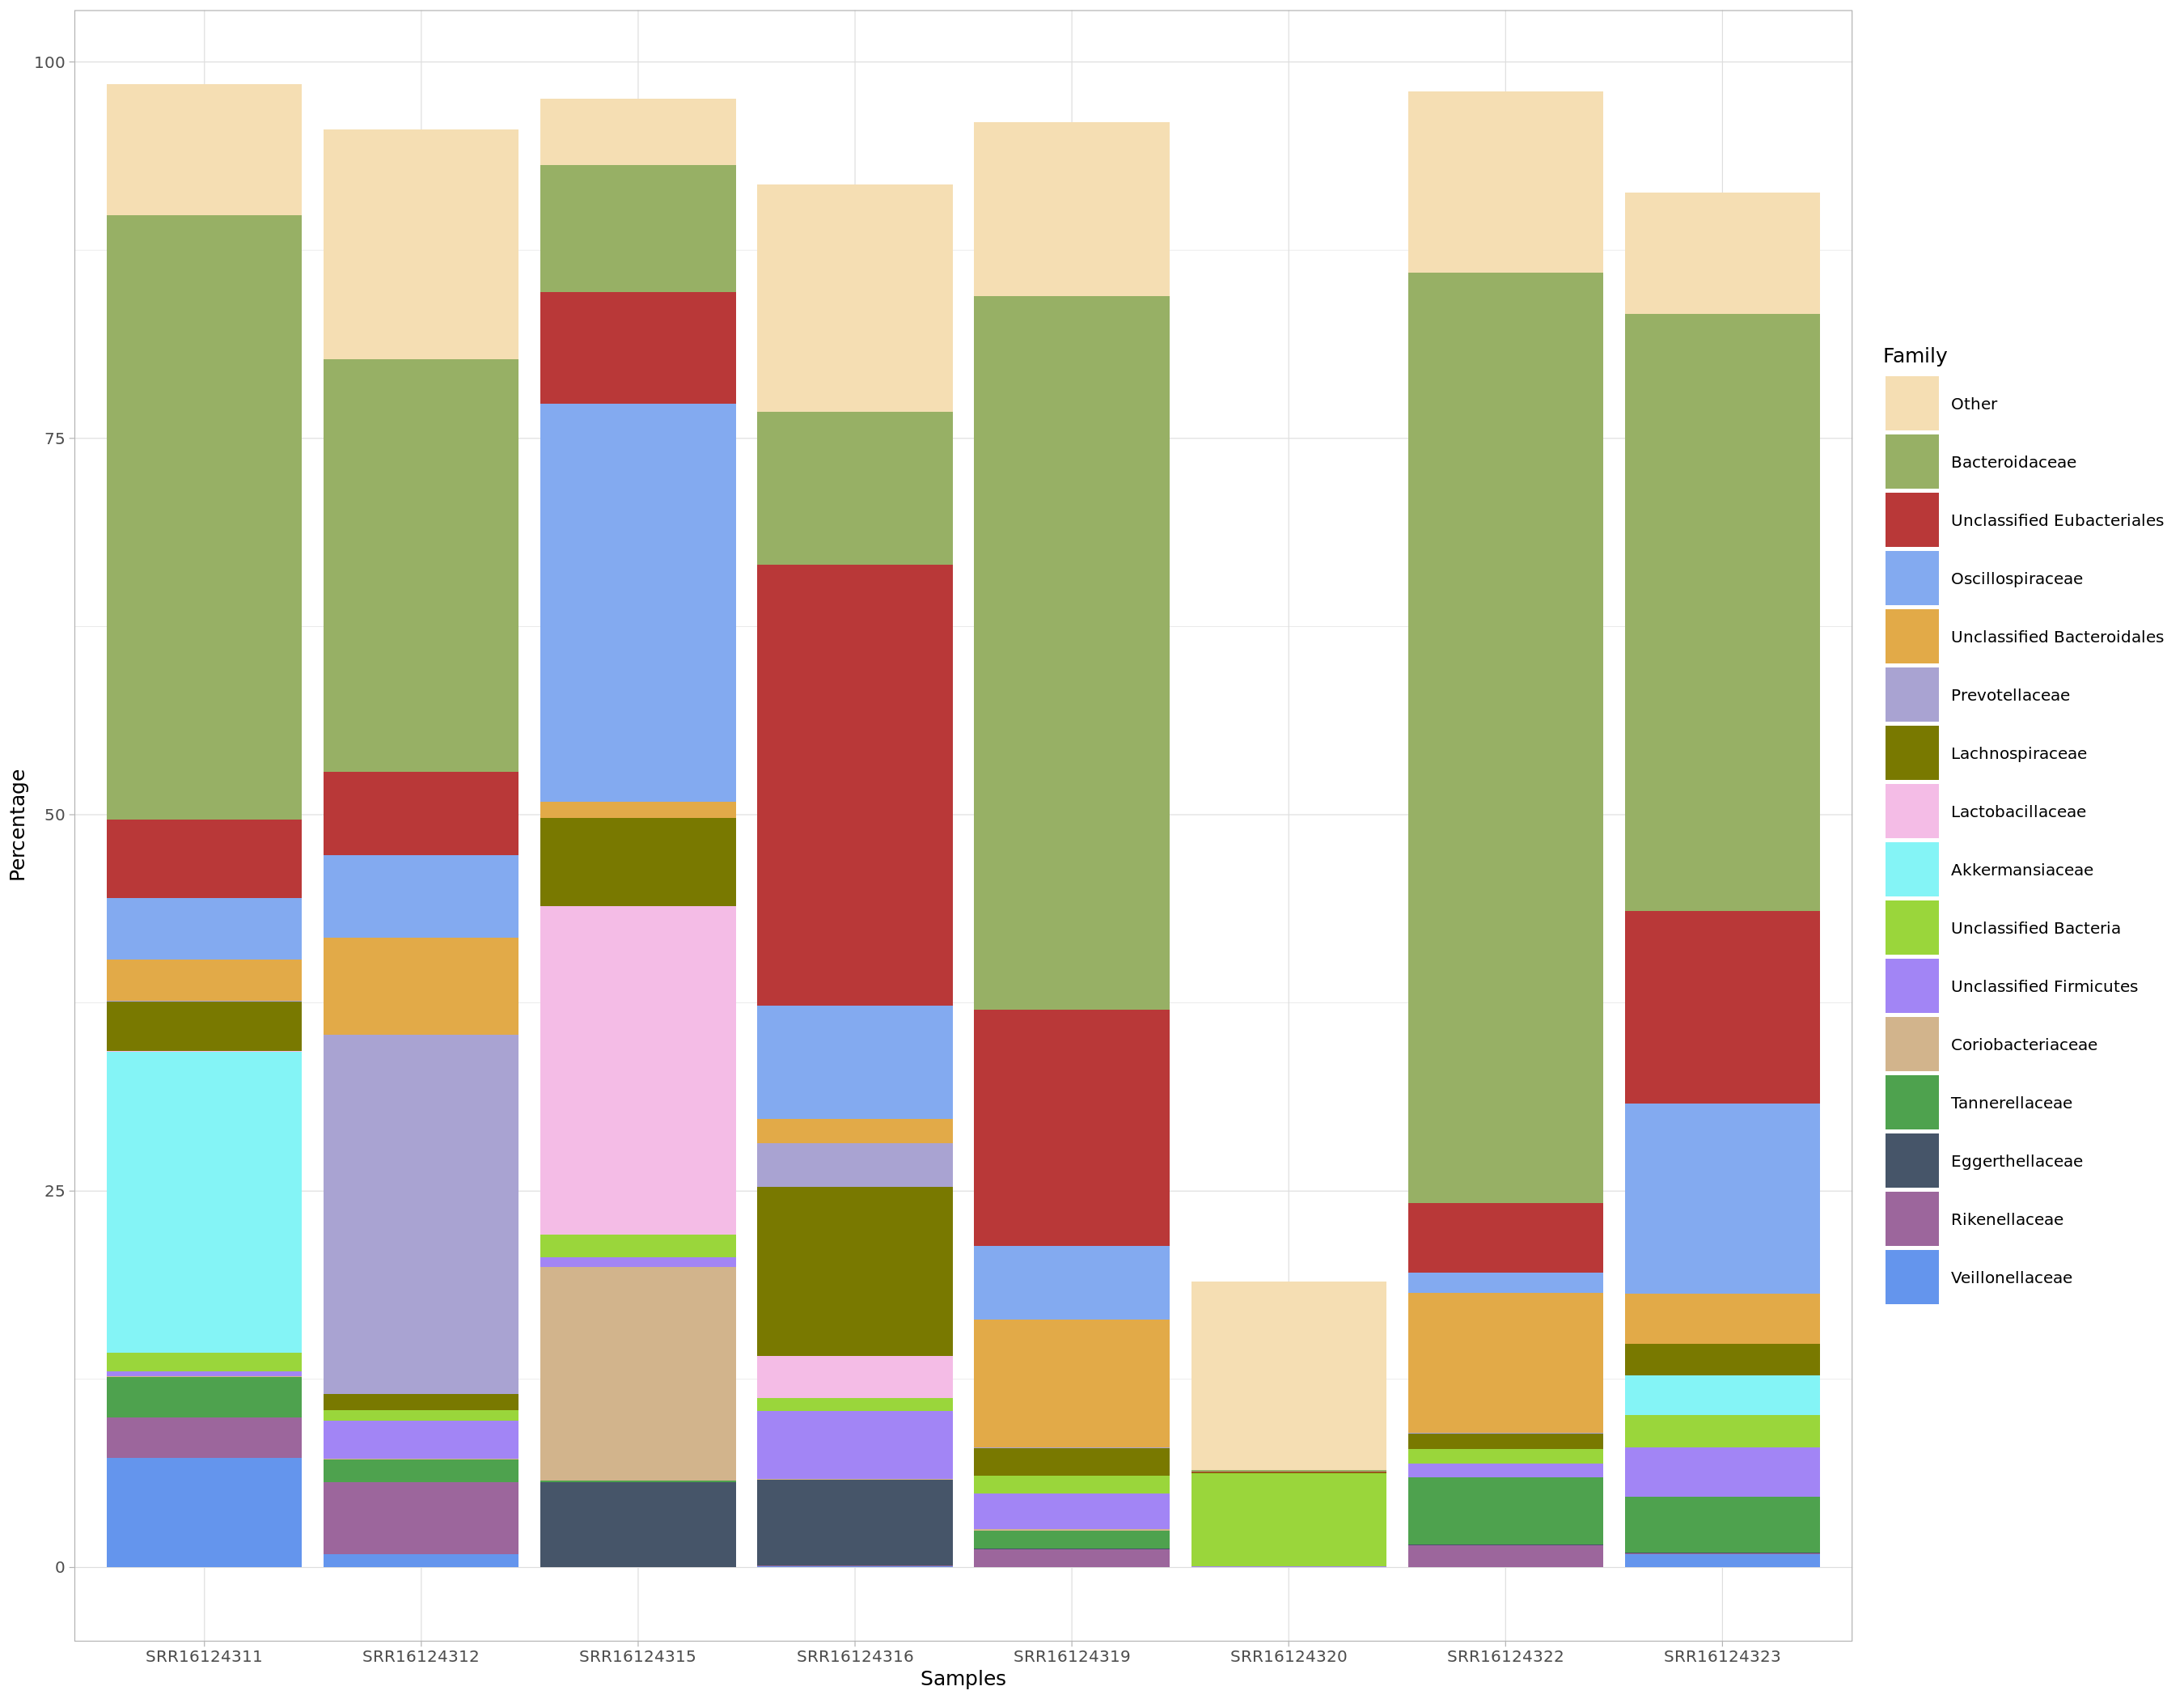 100
75
50
25
0
Percentage
SRR16124311 SRR16124312 SRR16124315 SRR16124316 SRR16124319 SRR16124320 SRR16124322 SRR16124323
Samples
Family
Other
Bacteroidaceae
Unclassified Eubacteriales
Oscillospiraceae
Unclassified Bacteroidales
Prevotellaceae
Lachnospiraceae
Lactobacillaceae
Akkermansiaceae
Unclassified Bacteria
Unclassified Firmicutes
Coriobacteriaceae
Tannerellaceae
Eggerthellaceae
Rikenellaceae
Veillonellaceae